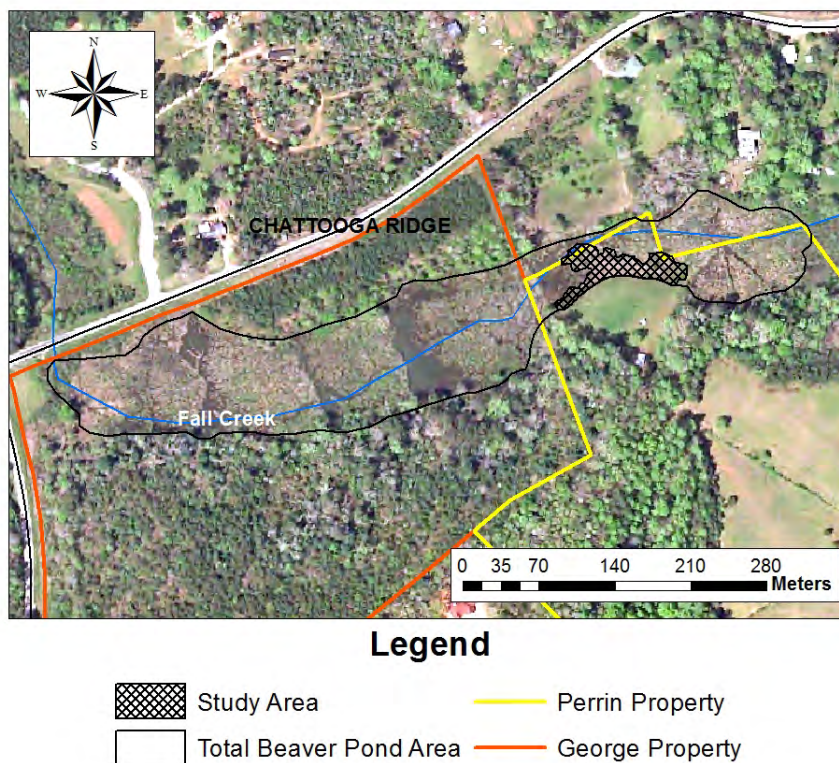 N
W E
S
CHATTOOGA RIDGE
Fall Creek
0 35 70 140 210 280
Meters
Legend
Study Area
Perrin Property
Total Beaver Pond Area
George Property